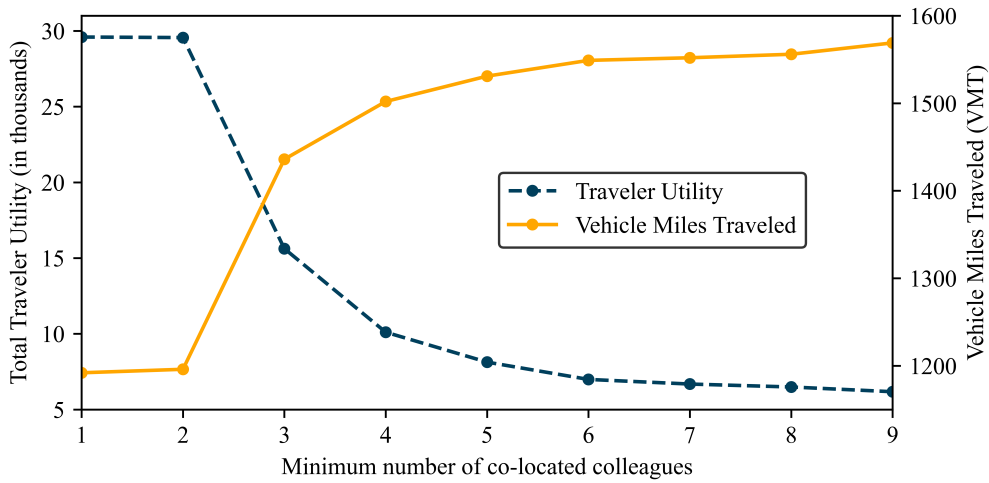 30
25
20
15
10
5
Total Traveler Utility (in thousands)
1600
1500
1400
1300
1200
Vehicle Miles Traveled (VMT)
Traveler Utility
Vehicle Miles Traveled
1 2 3 4 5 6 7 8 9
Minimum number of co-located colleagues